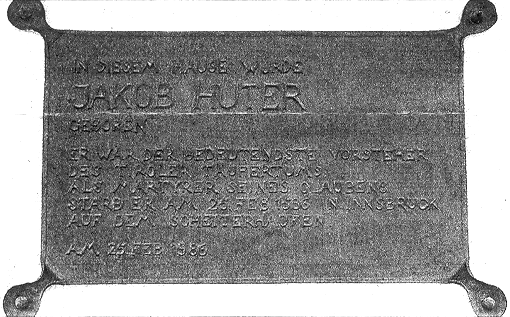 IN DIESEM HAUSE WURDE
JAKOB HUTER
GEBOREN
ER WAR DER BEDEUTENDSTE VORSTEHER
DES TIROLER TÄUFERTUMS
ALS MÄRTYRER SEINES GLAUBENS
STARB ER AM 25 FEB 1536 IN INNSBRUCK
AUF DEM SCHEITERHAUFEN
AM 25 FEB 1986